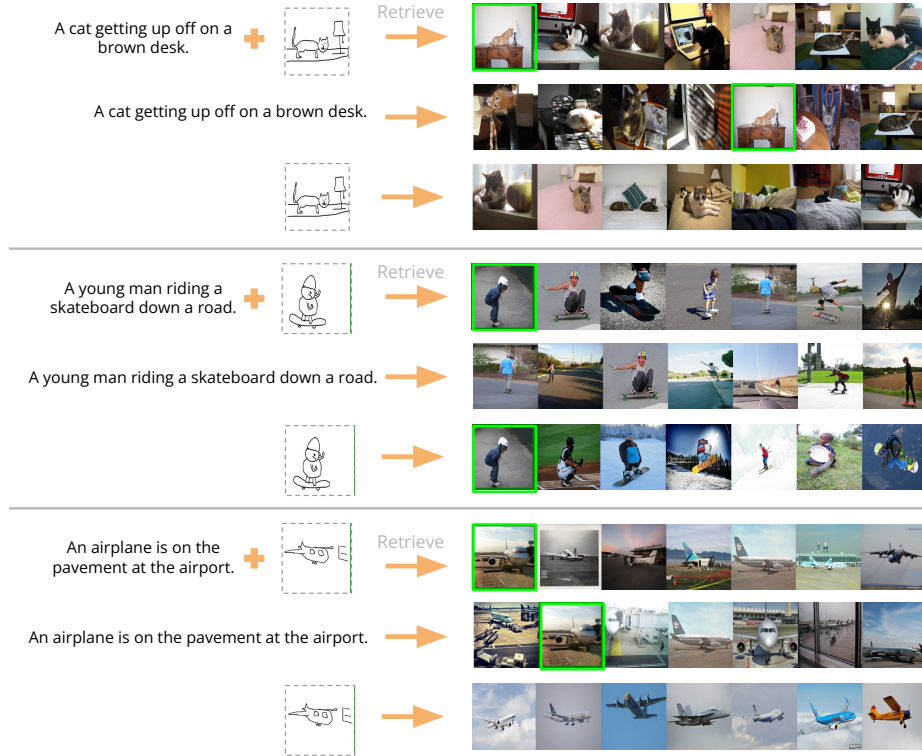 A cat getting up off on a
brown desk.
Retrieve
A cat getting up off on a brown desk.
Retrieve
A young man riding a
skateboard down a road.
A young man riding a skateboard down a road.
An airplane is on the
pavement at the airport.
Retrieve
An airplane is on the pavement at the airport.